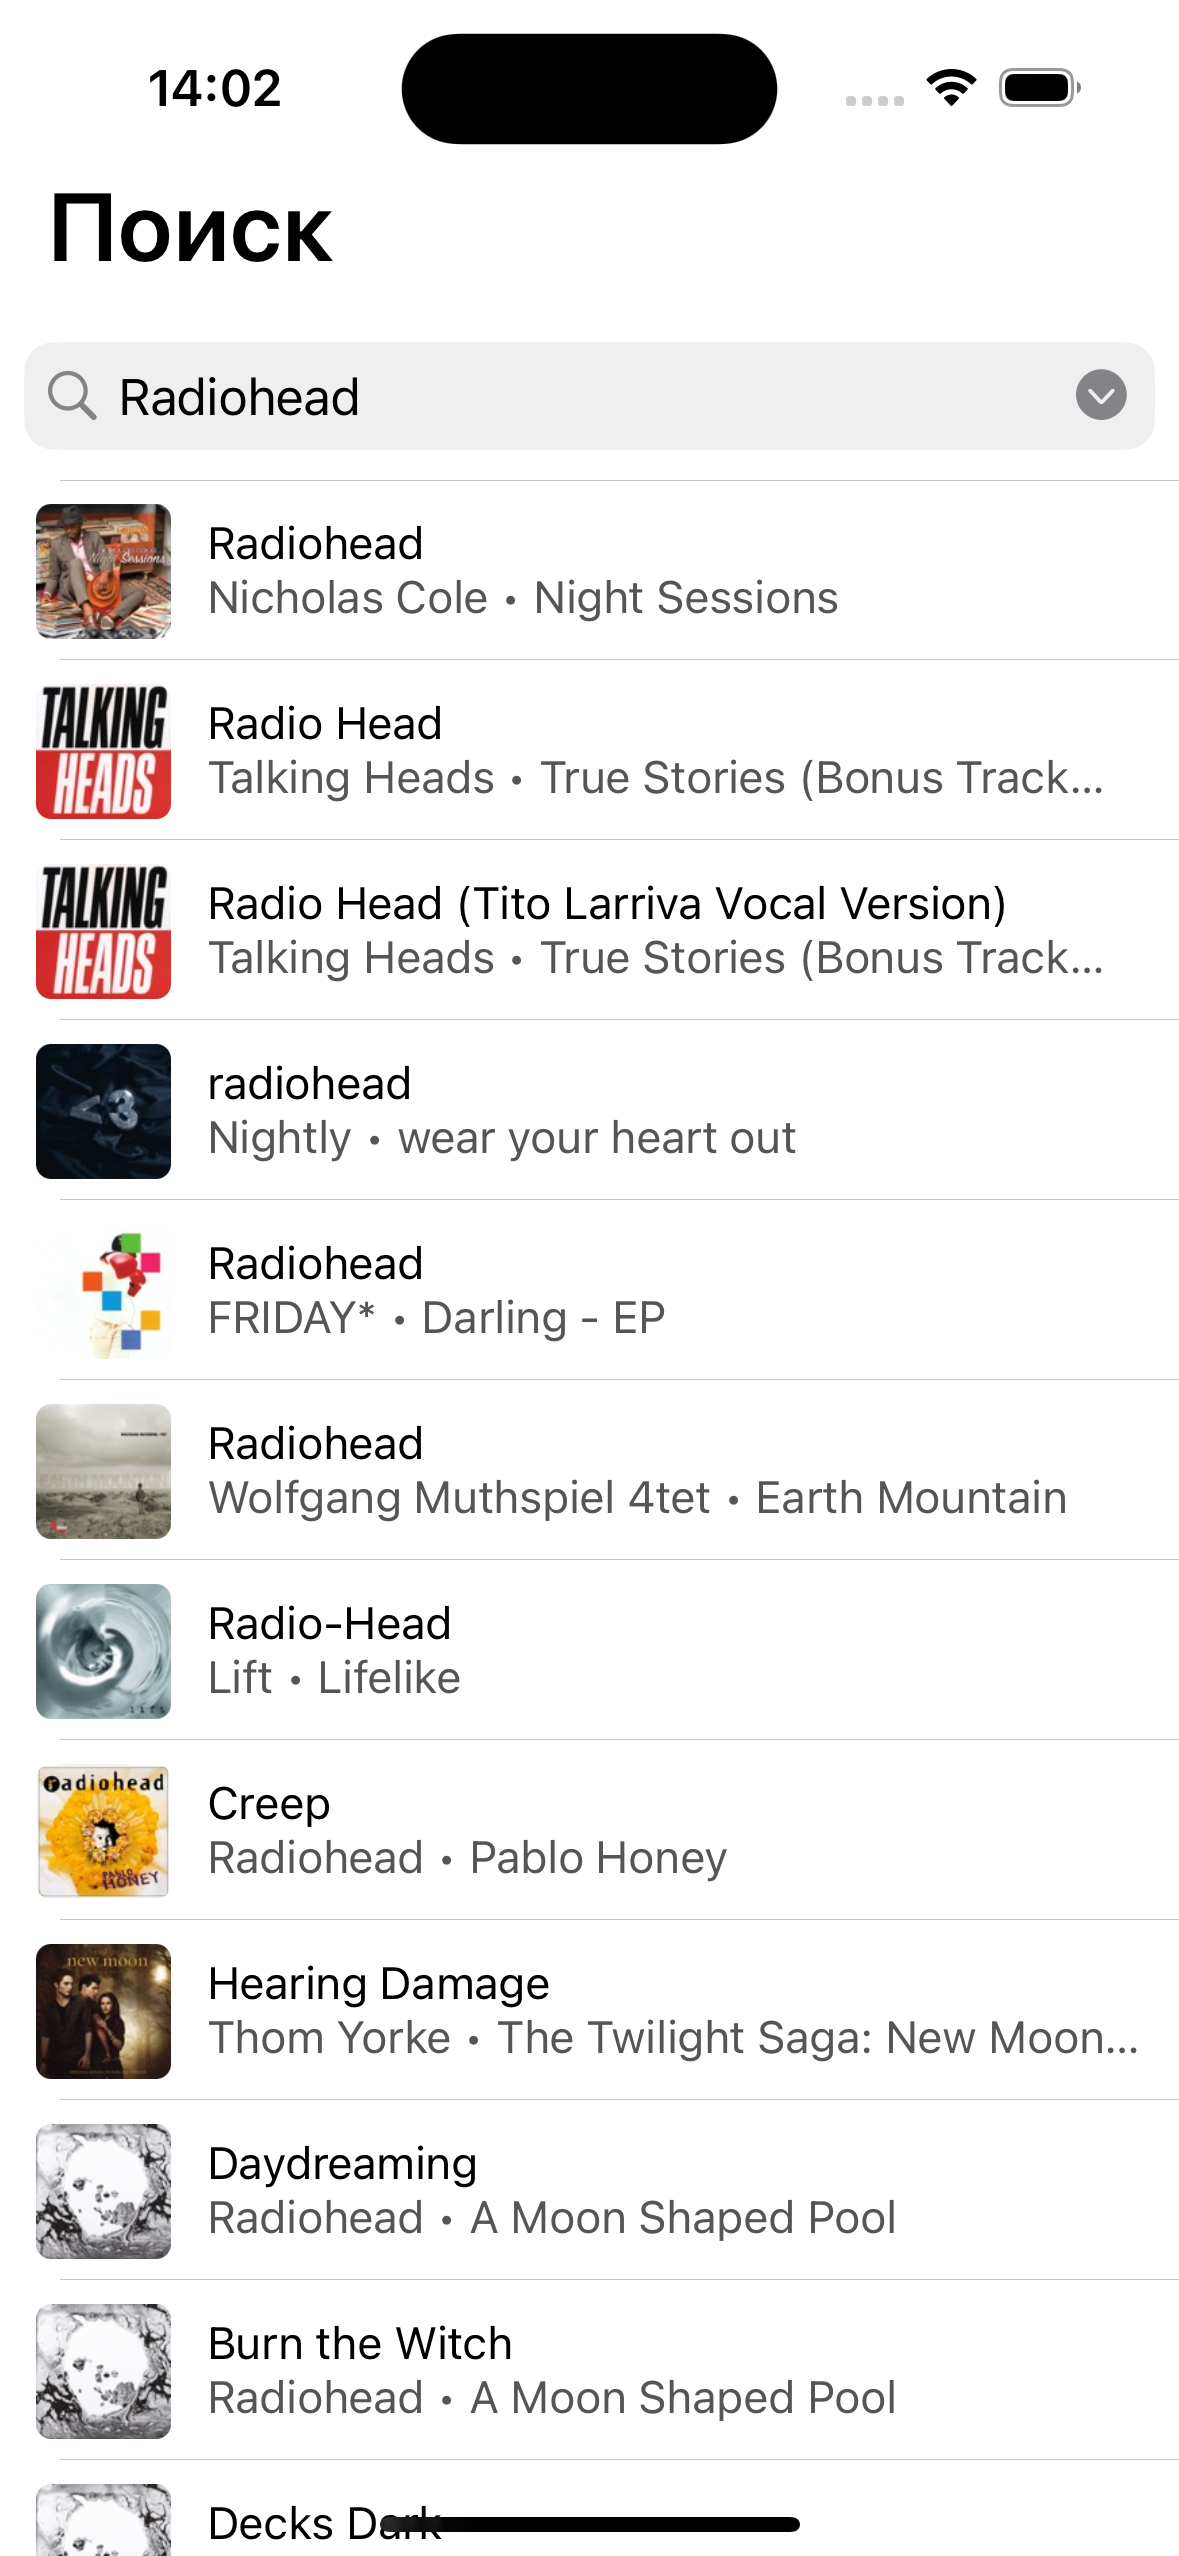 14:02
Поиск
Radiohead
Night Sessions
Radiohead
Nicholas Cole • Night Sessions
TALKING
HEADS
Radio Head
Talking Heads • True Stories (Bonus Track...
TALKING
HEADS
Radio Head (Tito Larriva Vocal Version)
Talking Heads • True Stories (Bonus Track...
<3
radiohead
Nightly • wear your heart out
Radiohead
FRIDAY* • Darling - EP
EARTH MOUNTAIN
Radiohead
Wolfgang Muthspiel 4tet • Earth Mountain
lift
Radio-Head
Lift • Lifelike
radiohead
PABLO
HONEY
Creep
Radiohead • Pablo Honey
new moon
Hearing Damage
Thom Yorke • The Twilight Saga: New Moon...
Daydreaming
Radiohead • A Moon Shaped Pool
Burn the Witch
Radiohead • A Moon Shaped Pool
Decks Dark